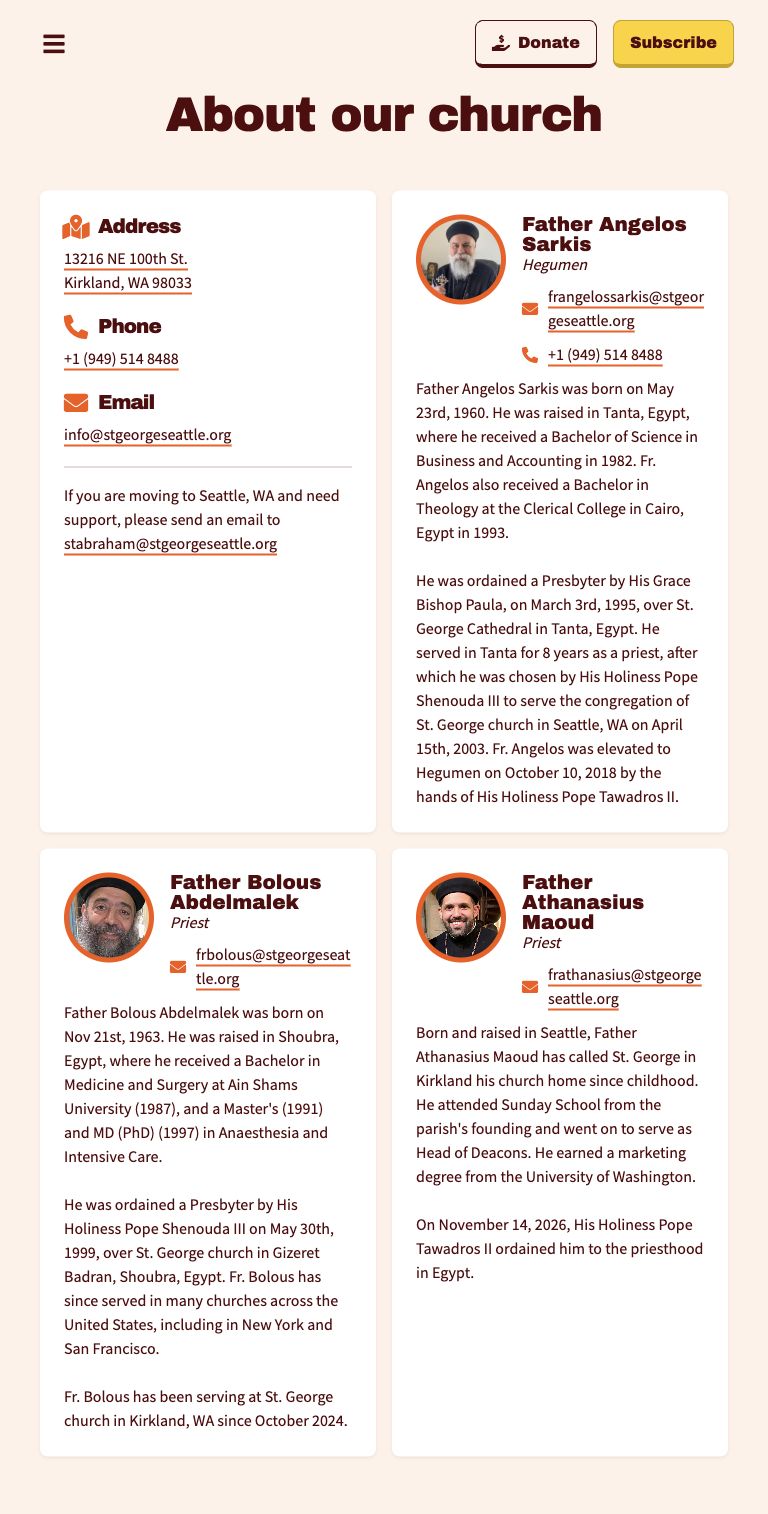 Donate
Subscribe
About our church
Address
13216 NE 100th St.
Kirkland, WA 98033
Phone
+1 (949) 514 8488
Email
info@stgeorgeseattle.org
If you are moving to Seattle, WA and need
support, please send an email to
stabraham@stgeorgeseattle.org
Father Angelos
Sarkis
Hegumen
frangelossarkis@stgeor
geseattle.org
+1 (949) 514 8488
Father Angelos Sarkis was born on May
23rd, 1960. He was raised in Tanta, Egypt,
where he received a Bachelor of Science in
Business and Accounting in 1982. Fr.
Angelos also received a Bachelor in
Theology at the Clerical College in Cairo,
Egypt in 1993.
He was ordained a Presbyter by His Grace
Bishop Paula, on March 3rd, 1995, over St.
George Cathedral in Tanta, Egypt. He
served in Tanta for 8 years as a priest, after
which he was chosen by His Holiness Pope
Shenouda III to serve the congregation of
St. George church in Seattle, WA on April
15th, 2003. Fr. Angelos was elevated to
Hegumen on October 10, 2018 by the
hands of His Holiness Pope Tawadros II.
Father Bolous
Abdelmalek
Priest
frbolous@stgeorgeseat
tle.org
Father Bolous Abdelmalek was born on
Nov 21st, 1963. He was raised in Shoubra,
Egypt, where he received a Bachelor in
Medicine and Surgery at Ain Shams
University (1987), and a Master's (1991)
and MD (PhD) (1997) in Anaesthesia and
Intensive Care.
He was ordained a Presbyter by His
Holiness Pope Shenouda III on May 30th,
1999, over St. George church in Gizeret
Badran, Shoubra, Egypt. Fr. Bolous has
since served in many churches across the
United States, including in New York and
San Francisco.
Fr. Bolous has been serving at St. George
church in Kirkland, WA since October 2024.
Father
Athanasius
Maoud
Priest
frathanasius@stgeorge
seattle.org
Born and raised in Seattle, Father
Athanasius Maoud has called St. George in
Kirkland his church home since childhood.
He attended Sunday School from the
parish's founding and went on to serve as
Head of Deacons. He earned a marketing
degree from the University of Washington.
On November 14, 2026, His Holiness Pope
Tawadros II ordained him to the priesthood
in Egypt.